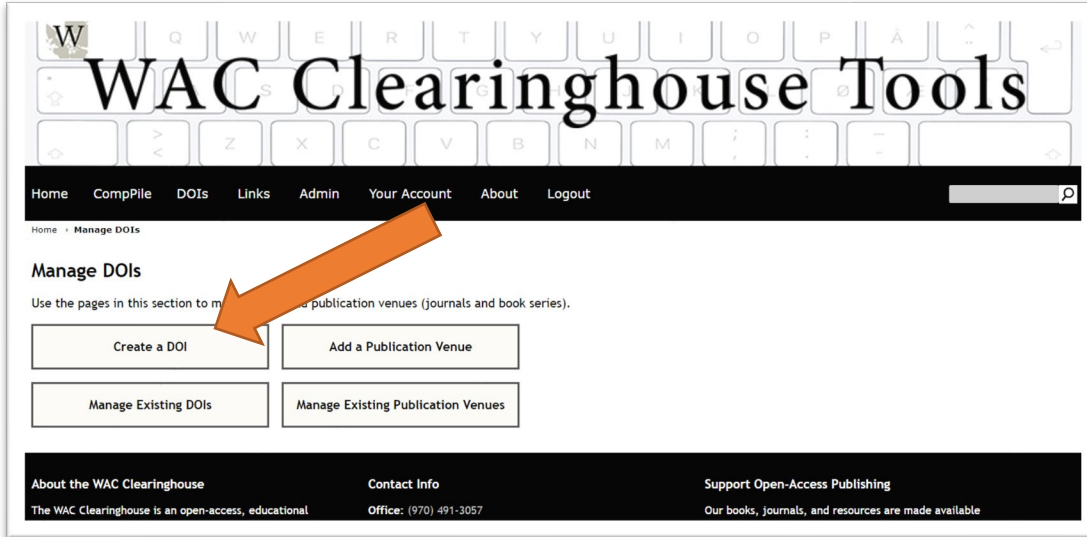 W
Q W E R T Y U I O P Å
WAC Clearinghouse Tools
Z X C V B N M
Home CompPile DOIs Links Admin Your Account About Logout
Home › Manage DOIs
Manage DOIs
Use the pages in this section to publication venues (journals and book series).
Create a DOI Add a Publication Venue
Manage Existing DOIs Manage Existing Publication Venues
About the WAC Clearinghouse Contact Info Support Open-Access Publishing
The WAC Clearinghouse is an open-access, educational Office: (970) 491-3057 Our books, journals, and resources are made available